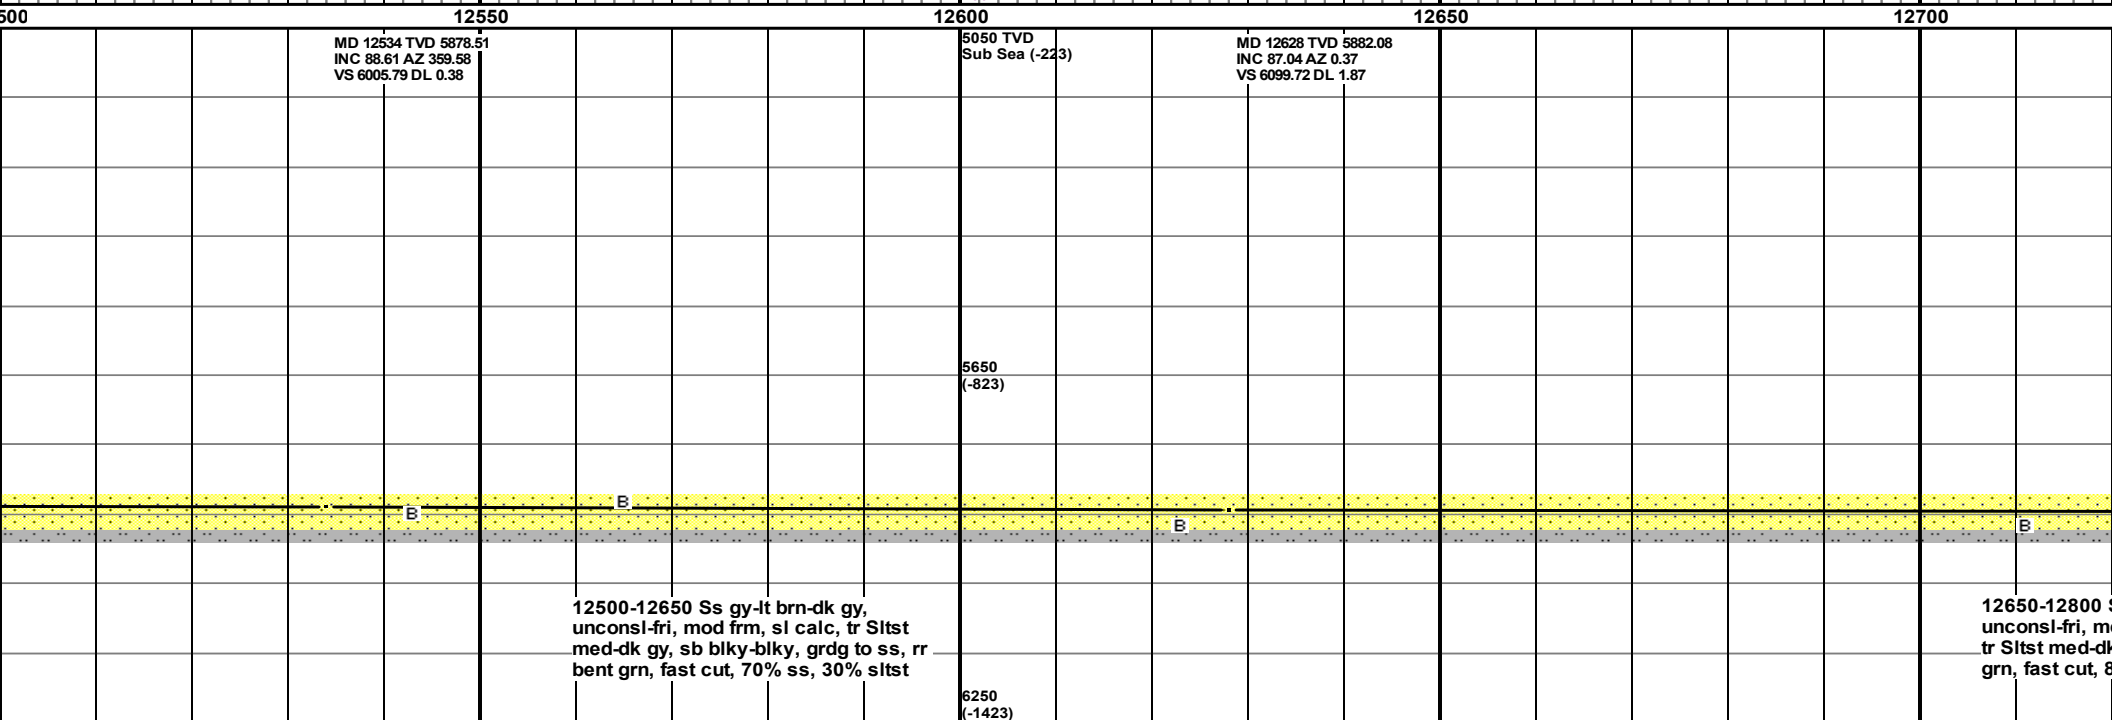 500
12550
12600
12650
12700
MD 12534 TVD 5878.51
INC 88.61 AZ 359.58
VS 6005.79 DL 0.38
5050 TVD
Sub Sea (-223)
MD 12628 TVD 5882.08
INC 87.04 AZ 0.37
VS 6099.72 DL 1.87
5650
(-823)
B
B
B
B
12500-12650 Ss gy-lt brn-dk gy,
unconsl-fri, mod frm, sl calc, tr Sltst
med-dk gy, sb blky-blky, grdg to ss, rr
bent grn, fast cut, 70% ss, 30% sltst
12650-12800
unconsl-fri,
tr Sltst med-dk
grn, fast cut, 8
6250
(-1423)